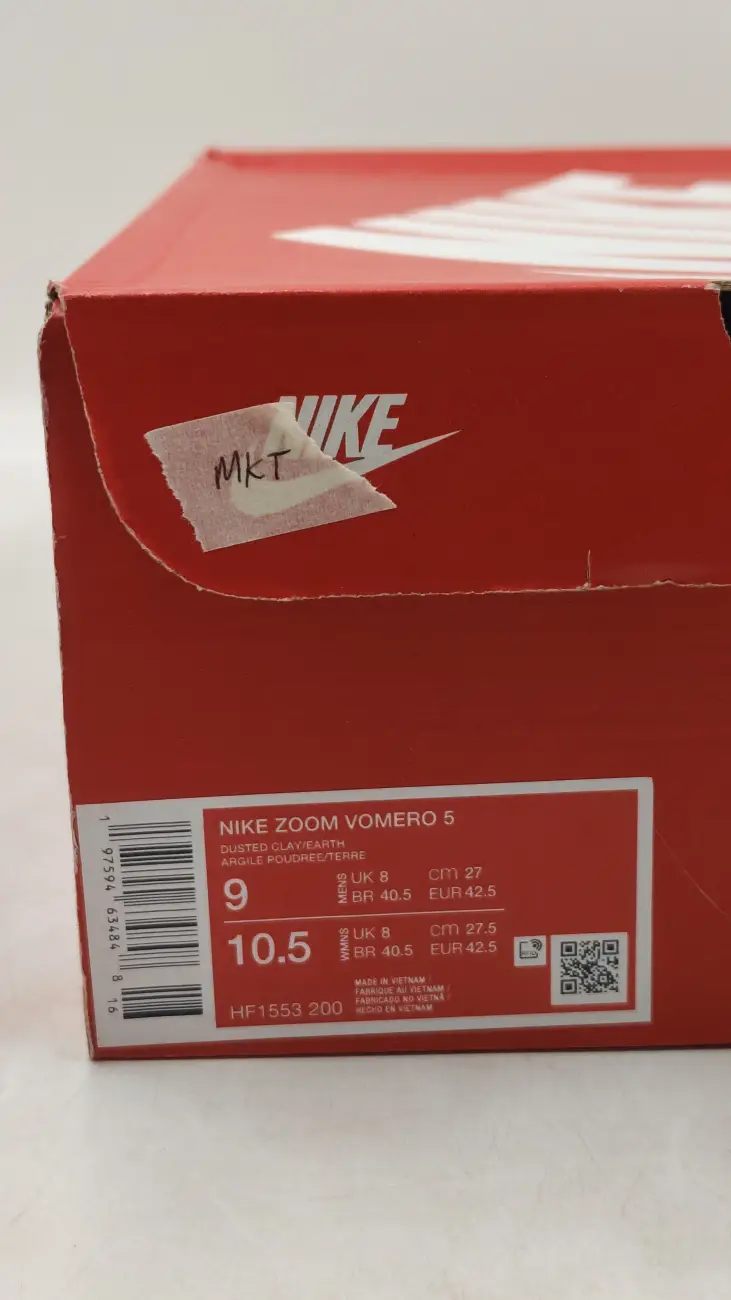 NIKE
MKT
NIKE ZOOM VOMERO 5
DUSTED CLAY/EARTH
ARGILE POUDREE/TERRE
9
MENS
UK 8 cm 27
BR 40.5 EUR 42.5
10.5
WMNS
UK 8 cm 27.5
BR 40.5 EUR 42.5
HF1553 200
MADE IN VIETNAM /
FABRIQUE AU VIETNAM /
FABRICADO NO VIETNÃ /
HECHO EN VIETNAM
1 97594 63484 8 16